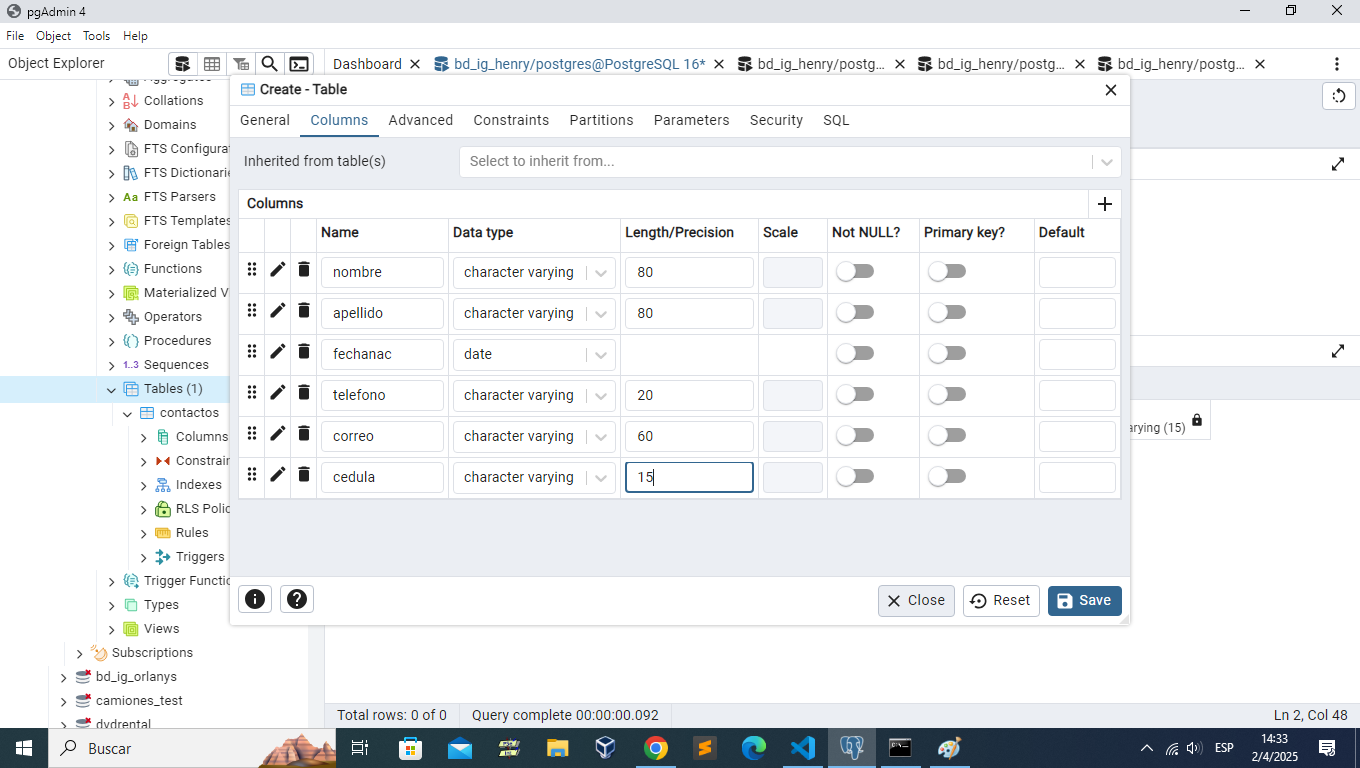 pgAdmin 4
File Object Tools Help
Object Explorer
Dashboard
bd_ig_henry/postgres@PostgreSQL 16*
bd_ig_henry/postg...
bd_ig_henry/postg...
bd_ig_henry/postg...
Aggregates
Collations
Domains
FTS Configura
FTS Dictionarie
FTS Parsers
FTS Templates
Foreign Tables
Functions
Materialized V
Operators
Procedures
1..3 Sequences
Tables (1)
contactos
Columns
Constrain
Indexes
RLS Polic
Rules
Triggers
Trigger Functio
Types
Views
Subscriptions
bd_ig_orlanys
camiones_test
dvdrental
Create - Table
General Columns Advanced Constraints Partitions Parameters Security SQL
Inherited from table(s) Select to inherit from...
Columns
Name Data type Length/Precision Scale Not NULL? Primary key? Default
nombre character varying 80
apellido character varying 80
fechanac date
telefono character varying 20
correo character varying 60
cedula character varying 15
Close Reset Save
arying (15)
Total rows: 0 of 0 Query complete 00:00:00.092 Ln 2, Col 48
Buscar
ESP
14:33
2/4/2025